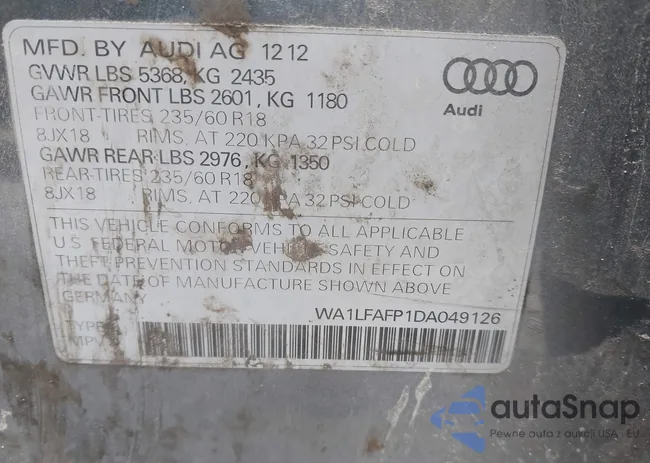 MFD. BY AUDI AG 12 12
GVWR LBS 5368, KG 2435
GAWR FRONT LBS 2601, KG 1180
FRONT-TIRES 235/60 R18
8JX18 RIMS, AT 220 KPA 32 PSI COLD
GAWR REAR LBS 2976, KG 1350
REAR-TIRES 235/60 R18
8JX18 RIMS, AT 220 KPA 32 PSI COLD
Audi
THIS VEHICLE CONFORMS TO ALL APPLICABLE
U.S. FEDERAL MOTOR VEHICLE SAFETY AND
THEFT PREVENTION STANDARDS IN EFFECT ON
THE DATE OF MANUFACTURE SHOWN ABOVE
GERMANY
WA1LFAFP1DA049126
TYPE:
MPV
autaSnap
Pewne auta z aukcji USA i EU